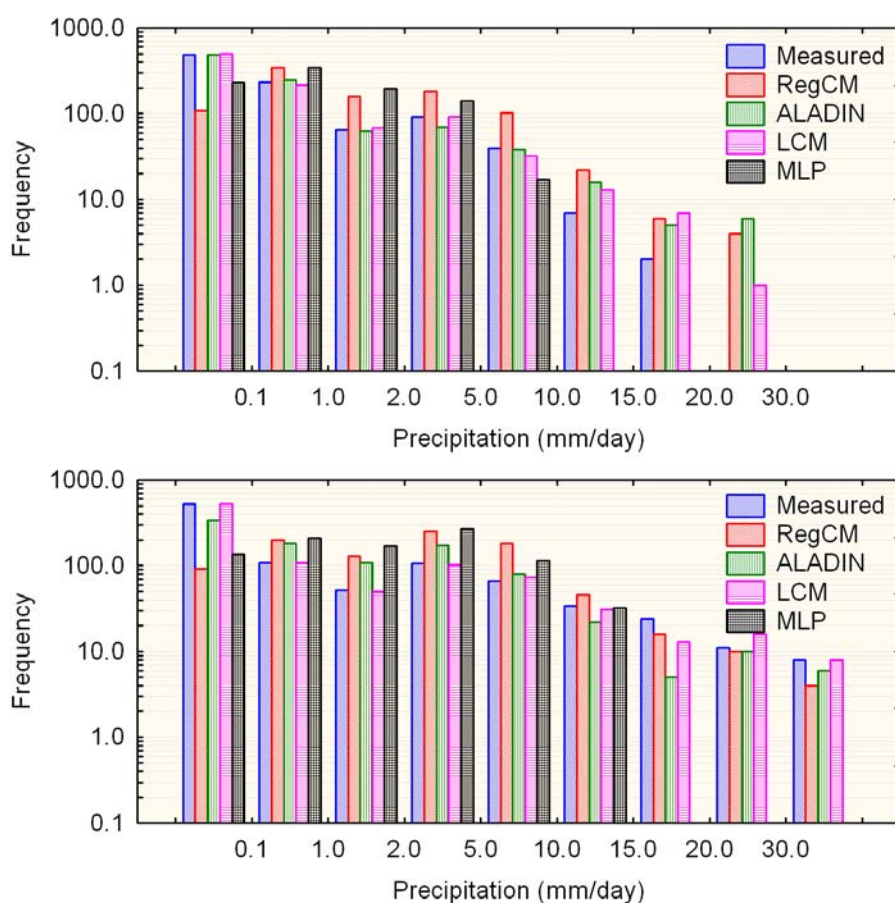 1000.0
100.0
10.0
1.0
0.1
Frequency
Measured
RegCM
ALADIN
LCM
MLP
0.1 1.0 2.0 5.0 10.0 15.0 20.0 30.0
Precipitation (mm/day)
1000.0
100.0
10.0
1.0
0.1
Frequency
Measured
RegCM
ALADIN
LCM
MLP
0.1 1.0 2.0 5.0 10.0 15.0 20.0 30.0
Precipitation (mm/day)